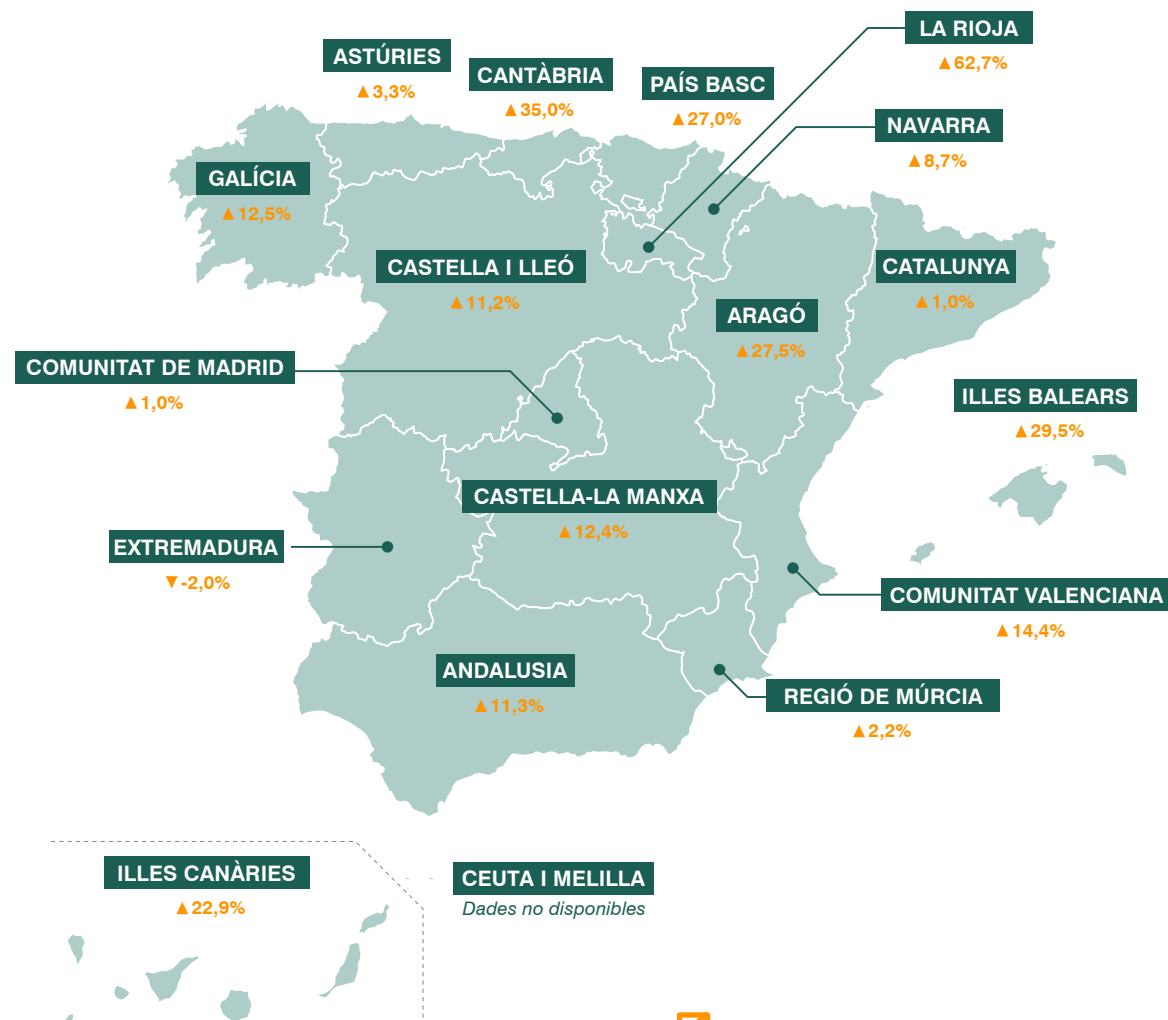 LA RIOJA
▲62,7%
ASTÚRIES
▲3,3%
CANTÀBRIA
▲35,0%
PAÍS BASC
▲27,0%
NAVARRA
▲8,7%
GALÍCIA
▲12,5%
CASTELLA I LLEÓ
▲11,2%
CATALUNYA
▲1,0%
ARAGÓ
▲27,5%
COMUNITAT DE MADRID
▲1,0%
ILLES BALEARS
▲29,5%
CASTELLA-LA MANXA
▲12,4%
EXTREMADURA
▼-2,0%
COMUNITAT VALENCIANA
▲14,4%
ANDALUSIA
▲11,3%
REGIÓ DE MÚRCIA
▲2,2%
ILLES CANÀRIES
▲22,9%
CEUTA I MELILLA
Dades no disponibles